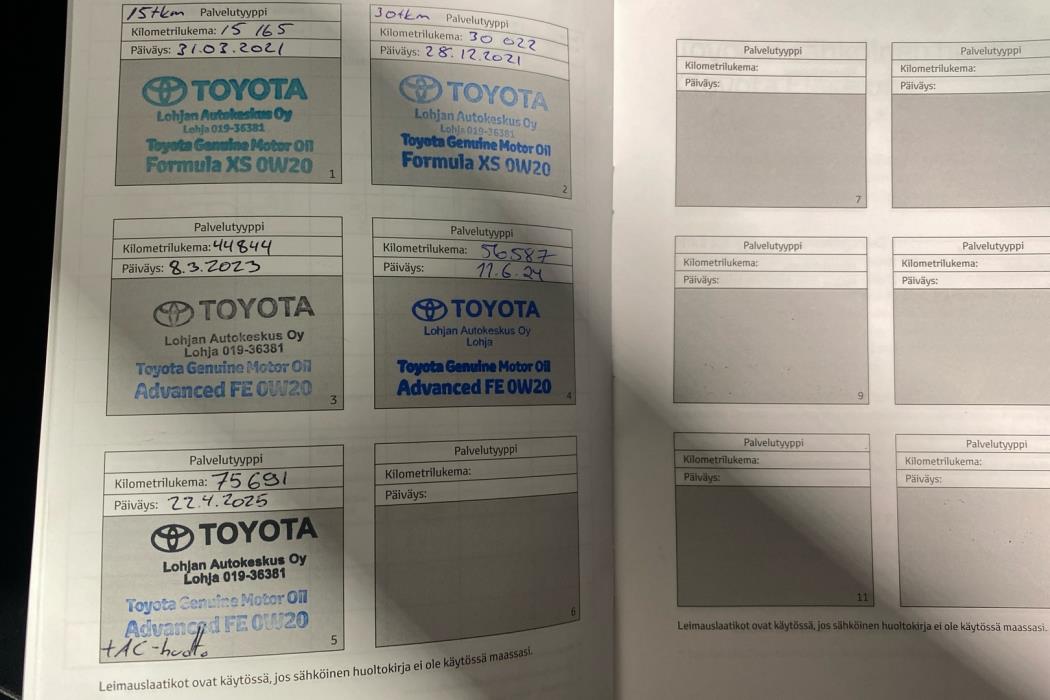 15tkm Palvelutyyppi
Kilometrilukema: 15 165
Päiväys: 31.03.2021
TOYOTA
Lohjan Autokeskus Oy
Lohja 019-36381
Toyota Genuine Motor Oil
Formula XS 0W20
1
30tkm Palvelutyyppi
Kilometrilukema: 30 022
Päiväys: 28.12.2021
TOYOTA
Lohjan Autokeskus Oy
Lohja 019-36381
Toyota Genuine Motor Oil
Formula XS 0W20
2
Palvelutyyppi
Kilometrilukema: 44844
Päiväys: 8.3.2023
TOYOTA
Lohjan Autokeskus Oy
Lohja 019-36381
Toyota Genuine Motor Oil
Advanced FE 0W20
3
Palvelutyyppi
Kilometrilukema: 56587
Päiväys: 11.6.24
TOYOTA
Lohjan Autokeskus Oy
Lohja
Toyota Genuine Motor Oil
Advanced FE 0W20
4
Palvelutyyppi
Kilometrilukema: 75691
Päiväys: 22.4.2025
TOYOTA
Lohjan Autokeskus Oy
Lohja 019-36381
Toyota Genuine Motor Oil
Advanced FE 0W20
+AC-huolto
5
Palvelutyyppi
Kilometrilukema:
Päiväys:
6
Leimauslaatikot ovat käytössä, jos sähköinen huoltokirja ei ole käytössä maassasi.
Palvelutyyppi
Kilometrilukema:
Päiväys:
7
Palvelutyyppi
Kilometrilukema:
Päiväys:
Palvelutyyppi
Kilometrilukema:
Päiväys:
9
Palvelutyyppi
Kilometrilukema:
Päiväys:
Palvelutyyppi
Kilometrilukema:
Päiväys:
11
Palvelutyyppi
Kilometrilukema:
Päiväys:
Leimauslaatikot ovat käytössä, jos sähköinen huoltokirja ei ole käytössä maassasi.